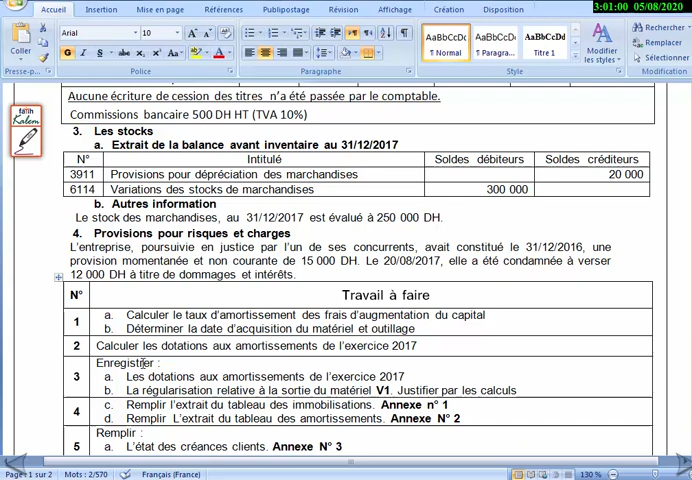 3:01:00 05/08/2020
Accueil Insertion Mise en page Références Publipostage Révision Affichage Création Disposition
Coller
Arial 10
G I S abc x₂ x² Aa
AaBbCcDc AaBbCcDc AaBbCcDd
¶ Normal ¶ Paragra... Titre 1
Modifier les styles
Rechercher
Remplacer
Sélectionner
Presse-p... Police Paragraphe Style Modification
fatih
Kalem
Aucune écriture de cession des titres n'a été passée par le comptable.
Commissions bancaire 500 DH HT (TVA 10%)
3. Les stocks
a. Extrait de la balance avant inventaire au 31/12/2017
N° Intitulé Soldes débiteurs Soldes créditeurs
3911 Provisions pour dépréciation des marchandises 20 000
6114 Variations des stocks de marchandises 300 000
b. Autres information
Le stock des marchandises, au 31/12/2017 est évalué à 250 000 DH.
4. Provisions pour risques et charges
L'entreprise, poursuivie en justice par l'un de ses concurrents, avait constitué le 31/12/2016, une
provision momentanée et non courante de 15 000 DH. Le 20/08/2017, elle a été condamnée à verser
12 000 DH à titre de dommages et intérêts.
N° Travail à faire
1 a. Calculer le taux d'amortissement des frais d'augmentation du capital
b. Déterminer la date d'acquisition du matériel et outillage
2 Calculer les dotations aux amortissements de l'exercice 2017
Enregistrer :
3 a. Les dotations aux amortissements de l'exercice 2017
b. La régularisation relative à la sortie du matériel V1. Justifier par les calculs
4 c. Remplir l'extrait du tableau des immobilisations. Annexe n° 1
d. Remplir L'extrait du tableau des amortissements. Annexe N° 2
Remplir :
5 a. L'état des créances clients. Annexe N° 3
Page : 1 sur 2 Mots : 2/570 Français (France) 130 %